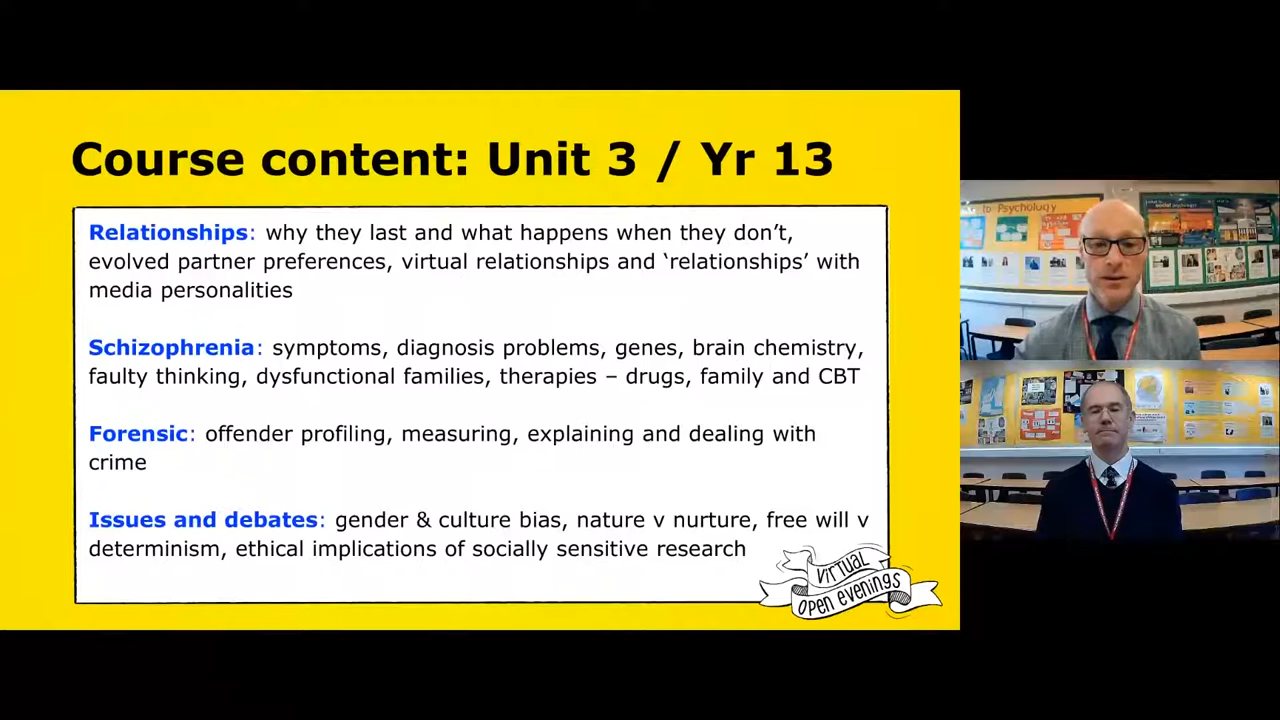 Course content: Unit 3 / Yr 13
Relationships: why they last and what happens when they don’t,
evolved partner preferences, virtual relationships and ‘relationships’ with
media personalities
Schizophrenia: symptoms, diagnosis problems, genes, brain chemistry,
faulty thinking, dysfunctional families, therapies – drugs, family and CBT
Forensic: offender profiling, measuring, explaining and dealing with
crime
Issues and debates: gender & culture bias, nature v nurture, free will v
determinism, ethical implications of socially sensitive research
virtual
open evenings
to Psychology